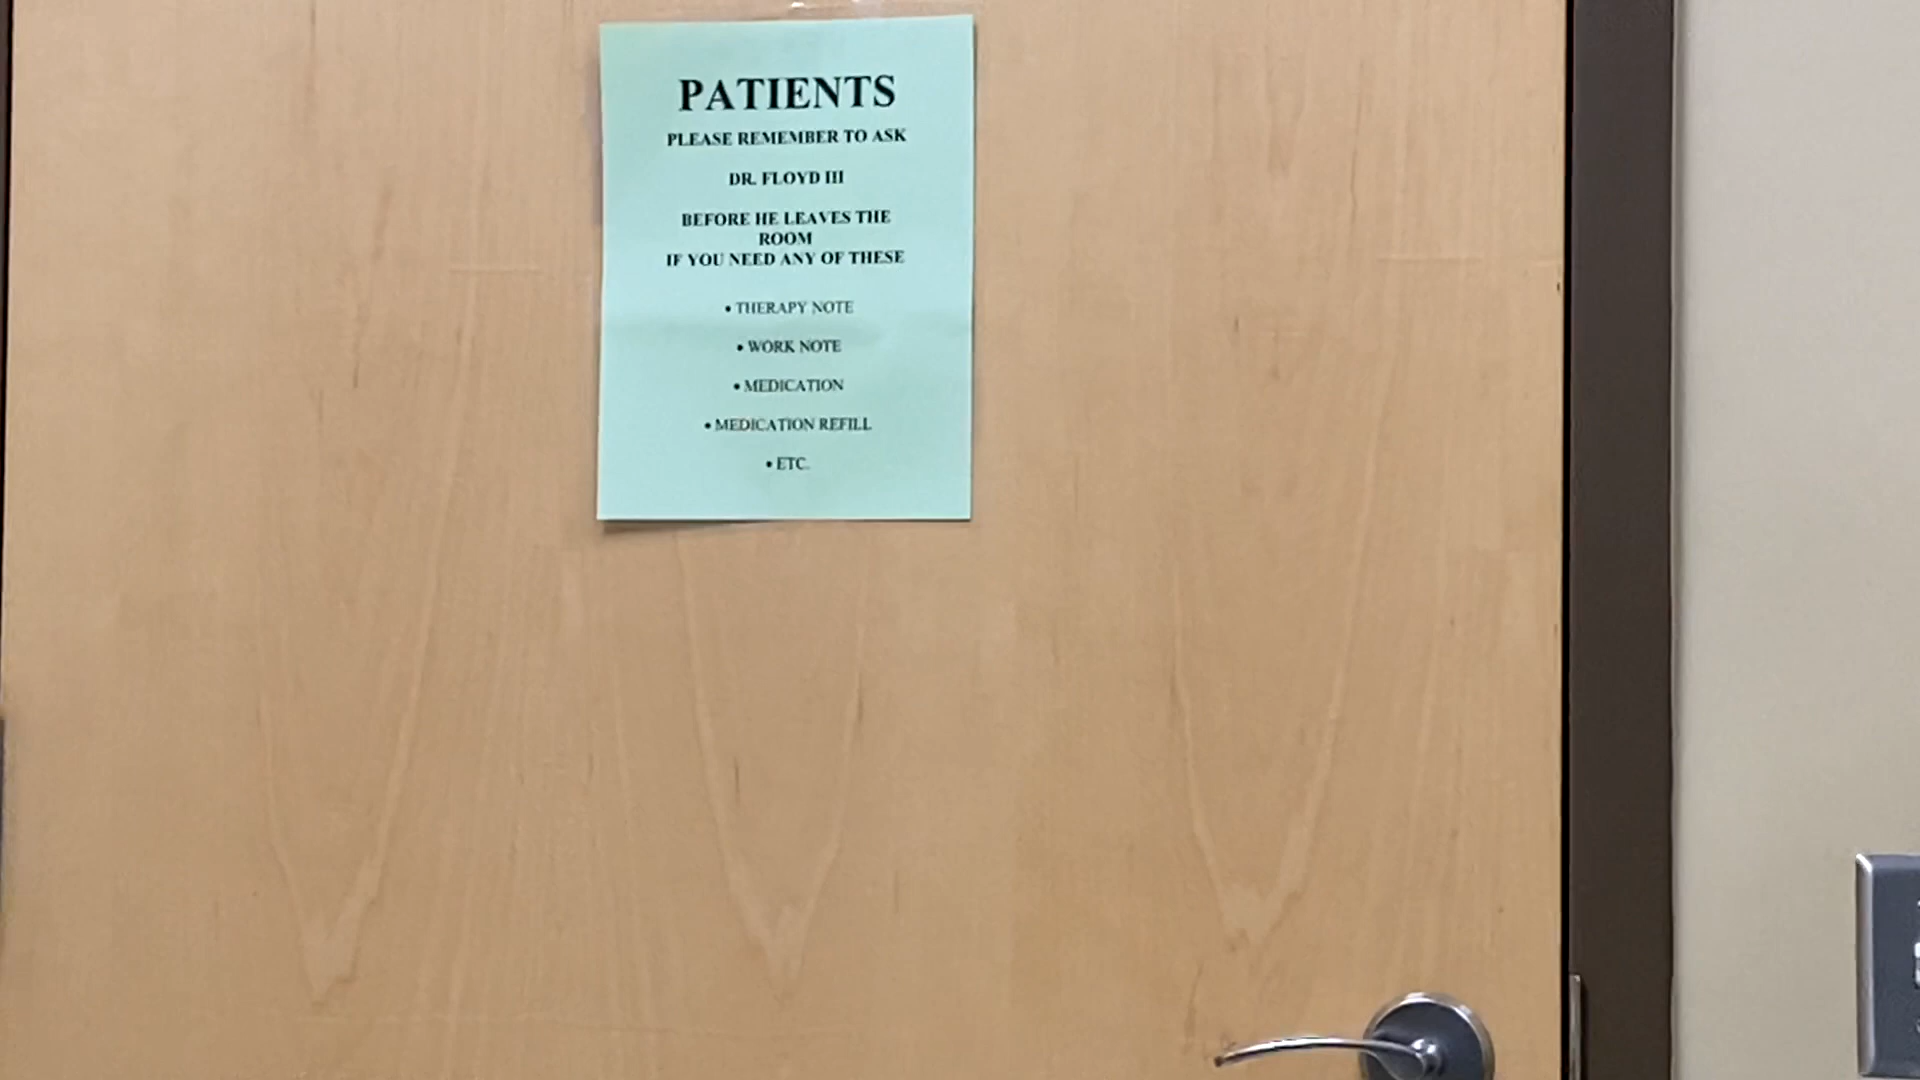 PATIENTS
PLEASE REMEMBER TO ASK
DR. FLOYD III
BEFORE HE LEAVES THE
ROOM
IF YOU NEED ANY OF THESE
• THERAPY NOTE
• WORK NOTE
• MEDICATION
• MEDICATION REFILL
• ETC.